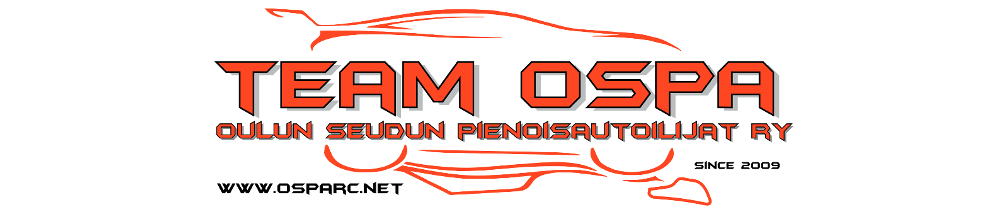 TEAM OSPA
OULUN SEUDUN PIENOISAUTOILIJAT RY
SINCE 2009
WWW.OSPARC.NET